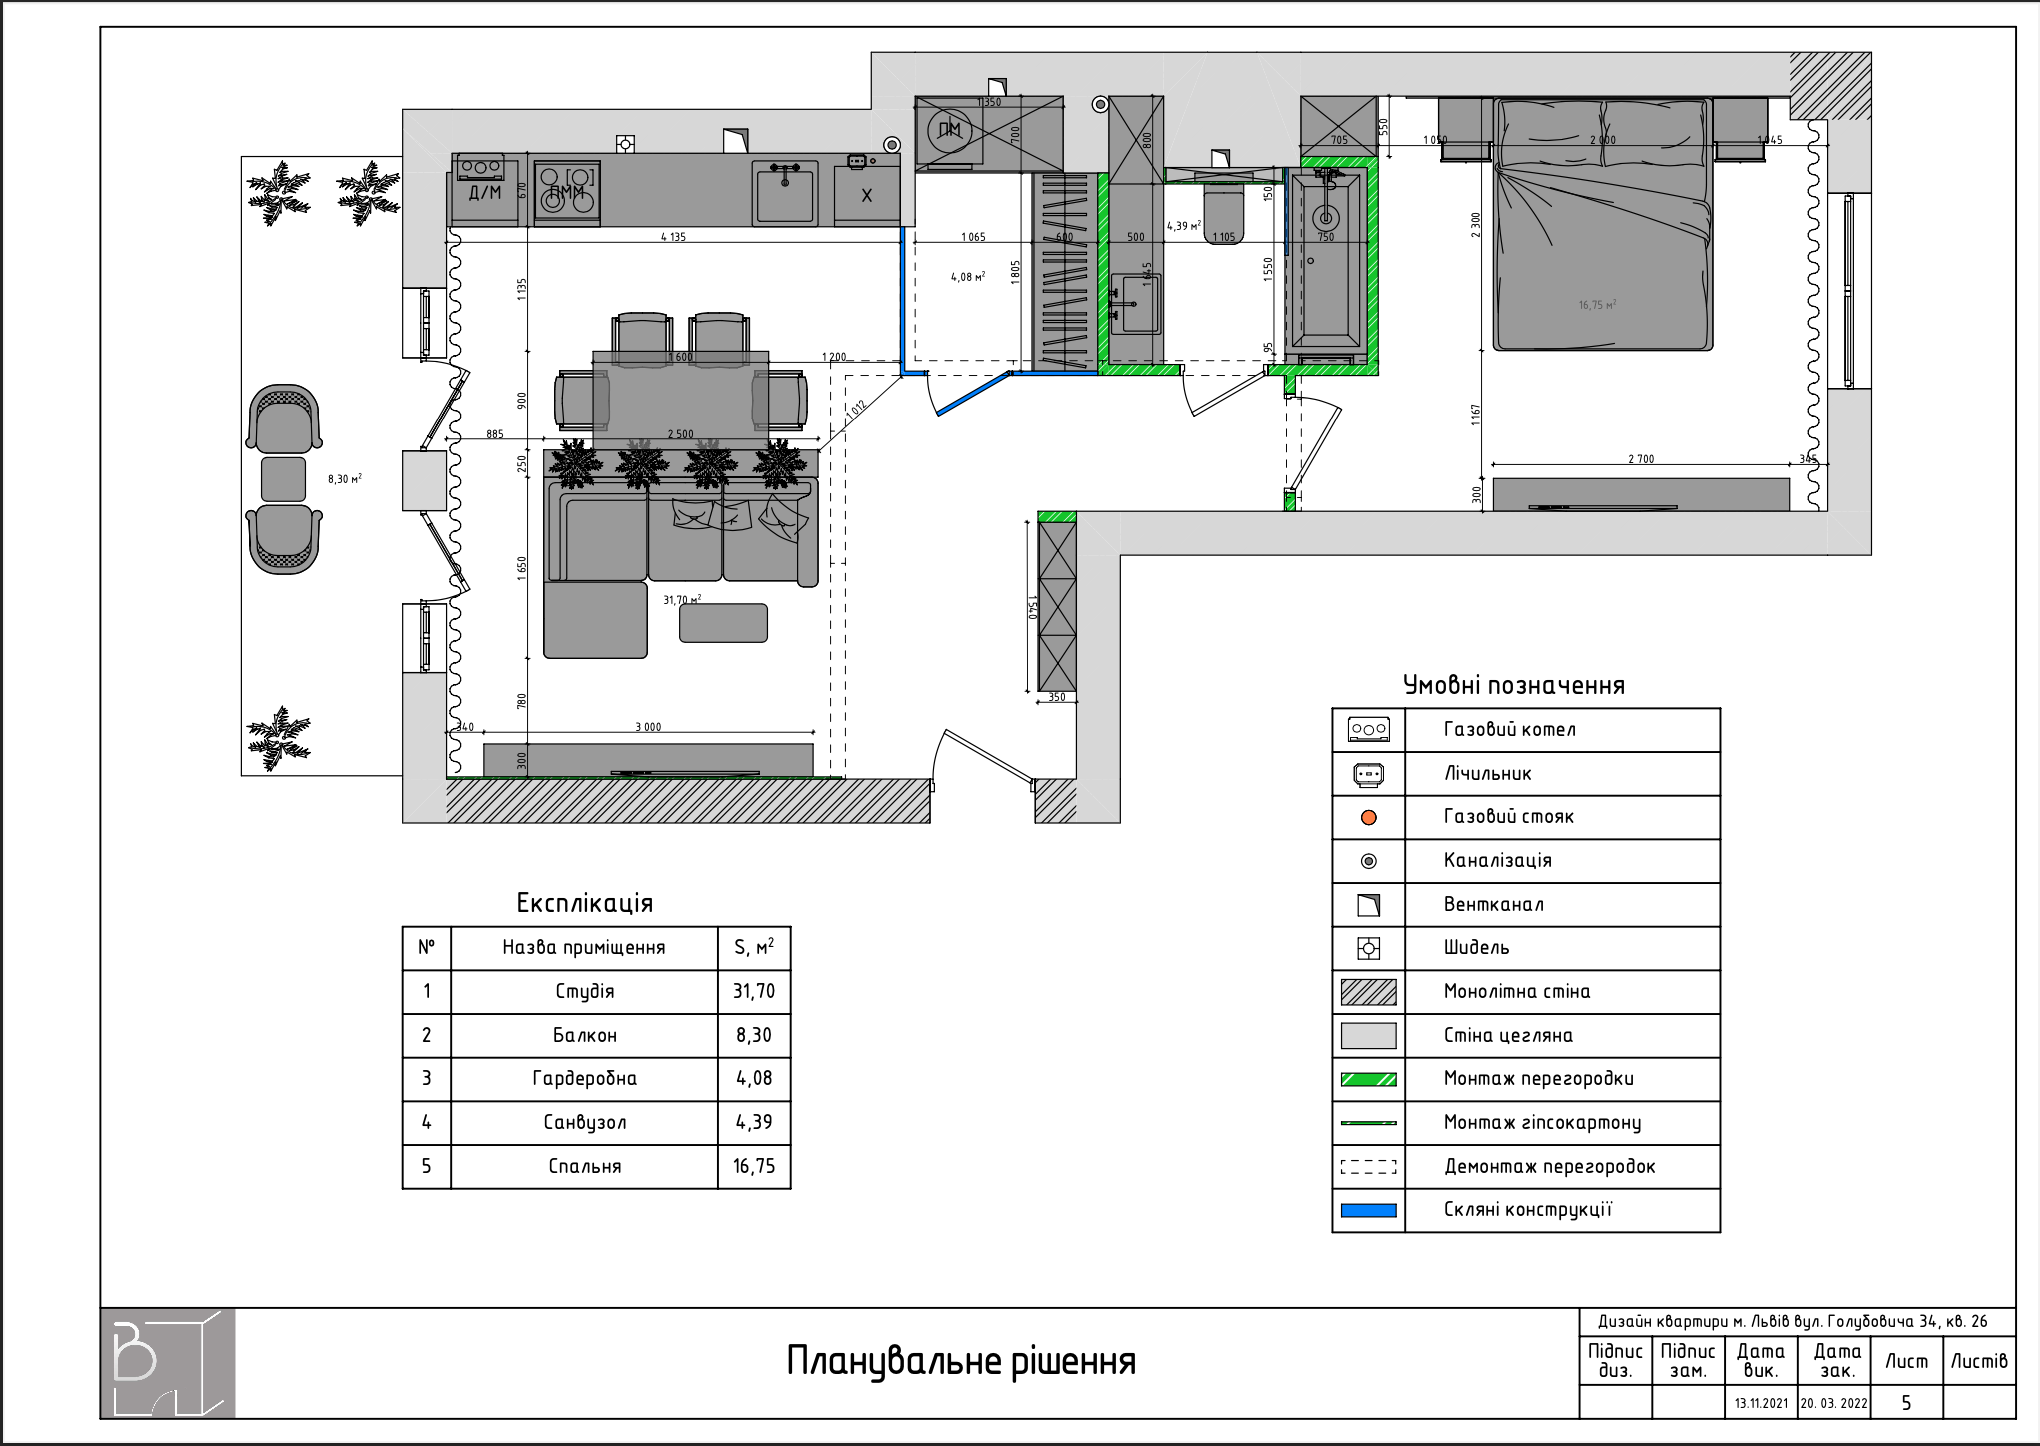 1 350
ПМ
700
800
705
550
1 050
2 000
1 045
Д/М
670
ПММ
Х
4 135
1 065
600
500
4,39 м²
1 105
150
750
2 300
1 135
4,08 м²
1 805
1 645
1 550
16,75 м²
1 600
1 200
95
900
1 012
885
2 500
1 167
250
2 700
345
8,30 м²
300
1 650
31,70 м²
1 540
350
780
340
3 000
300
Умовні позначення
Газовий котел
Лічильник
Газовий стояк
Каналізація
Вентканал
Шидель
Монолітна стіна
Стіна цегляна
Монтаж перегородки
Монтаж гіпсокартону
Демонтаж перегородок
Скляні конструкції
Експлікація
Nº Назва приміщення S, м²
1 Студія 31,70
2 Балкон 8,30
3 Гардеробна 4,08
4 Санвузол 4,39
5 Спальня 16,75
В
Планувальне рішення
Дизайн квартири м. Львів вул. Голубовича 34, кв. 26
Підпис диз. Підпис зам. Дата вик. Дата зак. Лист Листів
13.11.2021 20. 03. 2022 5